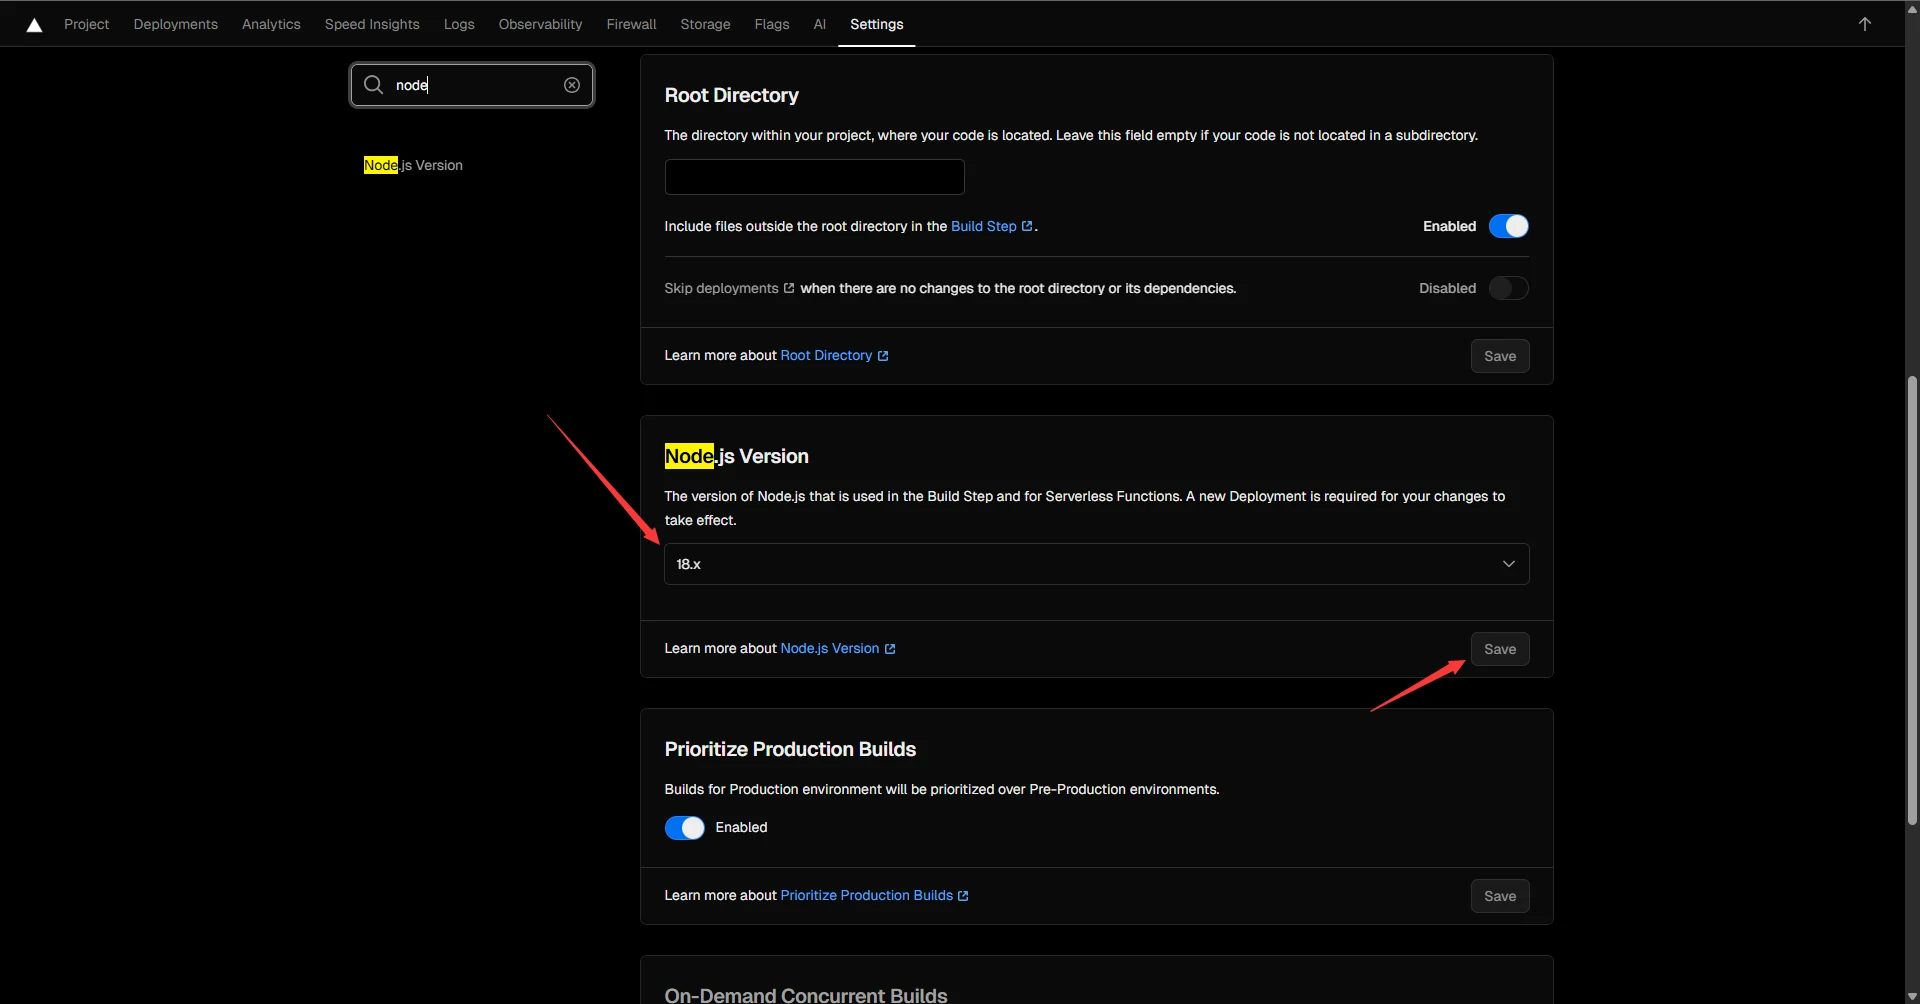 Project Deployments Analytics Speed Insights Logs Observability Firewall Storage Flags AI Settings
node
Node.js Version
Root Directory
The directory within your project, where your code is located. Leave this field empty if your code is not located in a subdirectory.
Include files outside the root directory in the Build Step.
Enabled
Skip deployments when there are no changes to the root directory or its dependencies.
Disabled
Learn more about Root Directory
Save
Node.js Version
The version of Node.js that is used in the Build Step and for Serverless Functions. A new Deployment is required for your changes to
take effect.
18.x
Learn more about Node.js Version
Save
Prioritize Production Builds
Builds for Production environment will be prioritized over Pre-Production environments.
Enabled
Learn more about Prioritize Production Builds
Save
On-Demand Concurrent Builds